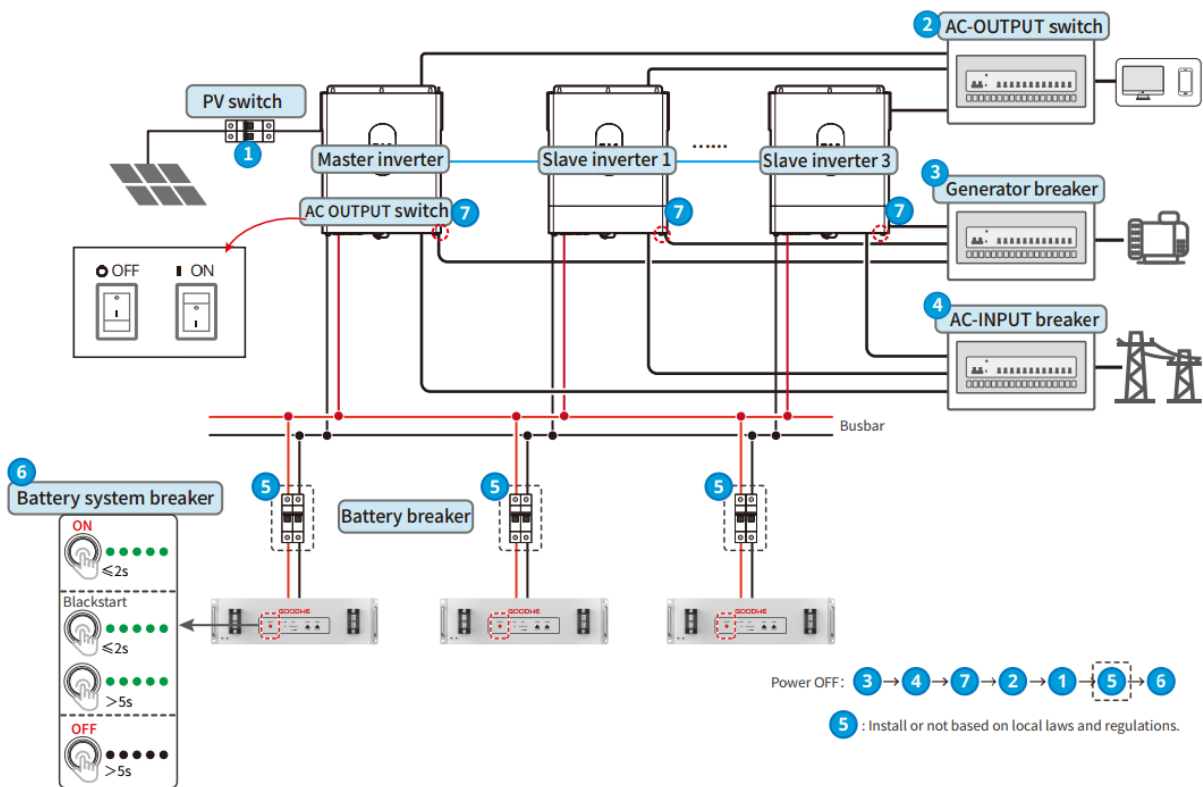 2 AC-OUTPUT switch
PV switch
1
Master inverter
Slave inverter 1
......
Slave inverter 3
3 Generator breaker
AC OUTPUT switch 7
7
7
OFF
I ON
4 AC-INPUT breaker
Busbar
6
Battery system breaker
5
Battery breaker
5
5
ON
≤2s
Blackstart
≤2s
>5s
OFF
>5s
GOODWE
GOODWE
GOODWE
Power OFF: 3 → 4 → 7 → 2 → 1 → 5 → 6
5 : Install or not based on local laws and regulations.